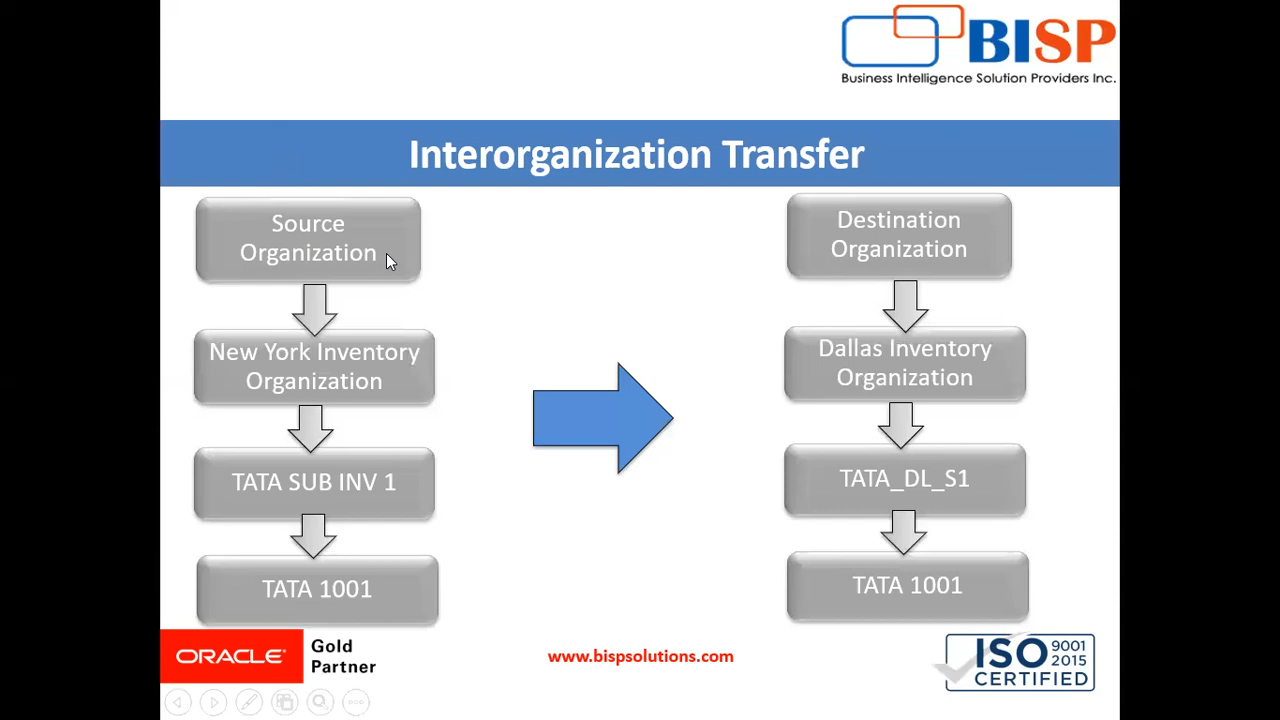 BISP
Business Intelligence Solution Providers Inc.
Interorganization Transfer
Source
Organization
New York Inventory
Organization
TATA SUB INV 1
TATA 1001
Destination
Organization
Dallas Inventory
Organization
TATA_DL_S1
TATA 1001
ORACLE
Gold
Partner
www.bispsolutions.com
ISO 9001
2015
CERTIFIED